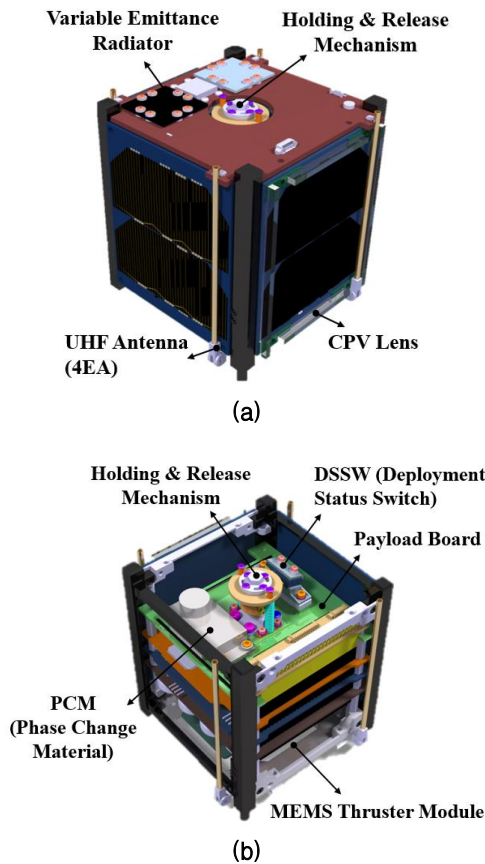 Variable Emittance
Radiator
Holding & Release
Mechanism
UHF Antenna
(4EA)
CPV Lens
(a)
Holding & Release
Mechanism
DSSW (Deployment
Status Switch)
Payload Board
PCM
(Phase Change
Material)
MEMS Thruster Module
(b)